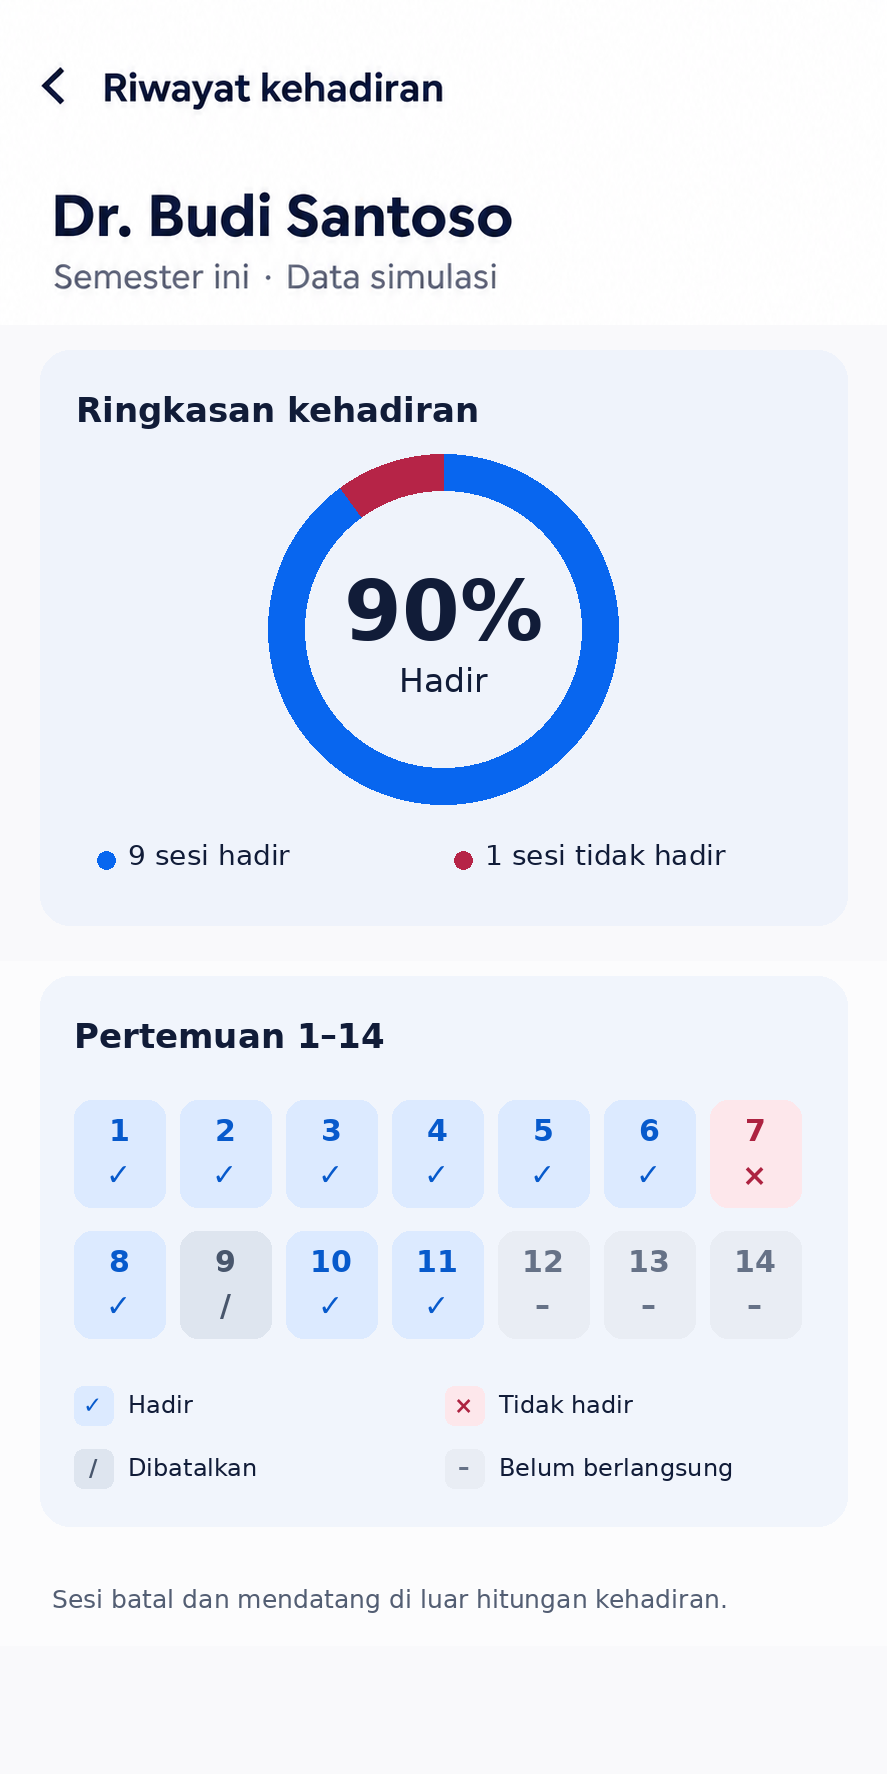 Riwayat kehadiran
Dr. Budi Santoso
Semester ini · Data simulasi
Ringkasan kehadiran
90%
Hadir
9 sesi hadir
1 sesi tidak hadir
Pertemuan 1–14
1 2 3 4 5 6 7
✓ ✓ ✓ ✓ ✓ ✓ ×
8 9 10 11 12 13 14
✓ / ✓ ✓ – – –
✓ Hadir
× Tidak hadir
/ Dibatalkan
– Belum berlangsung
Sesi batal dan mendatang di luar hitungan kehadiran.